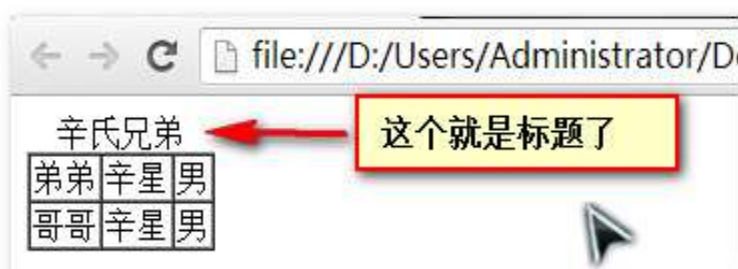 file:///D:/Users/Administrator/D
辛氏兄弟
这个就是标题了
弟弟 辛星 男
哥哥 辛星 男